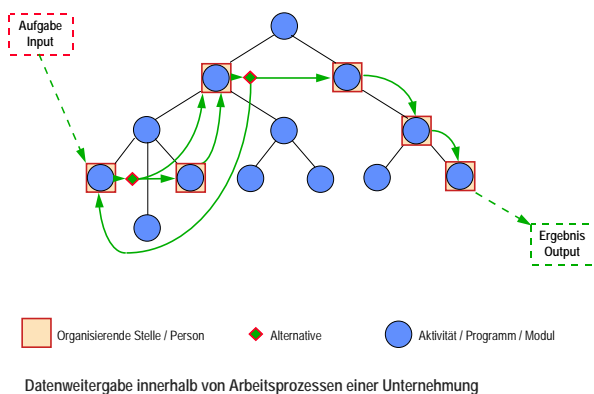 Aufgabe
Input
Ergebnis
Output
Organisierende Stelle / Person
Alternative
Aktivität / Programm / Modul
Datenweitergabe innerhalb von Arbeitsprozessen einer Unternehmung